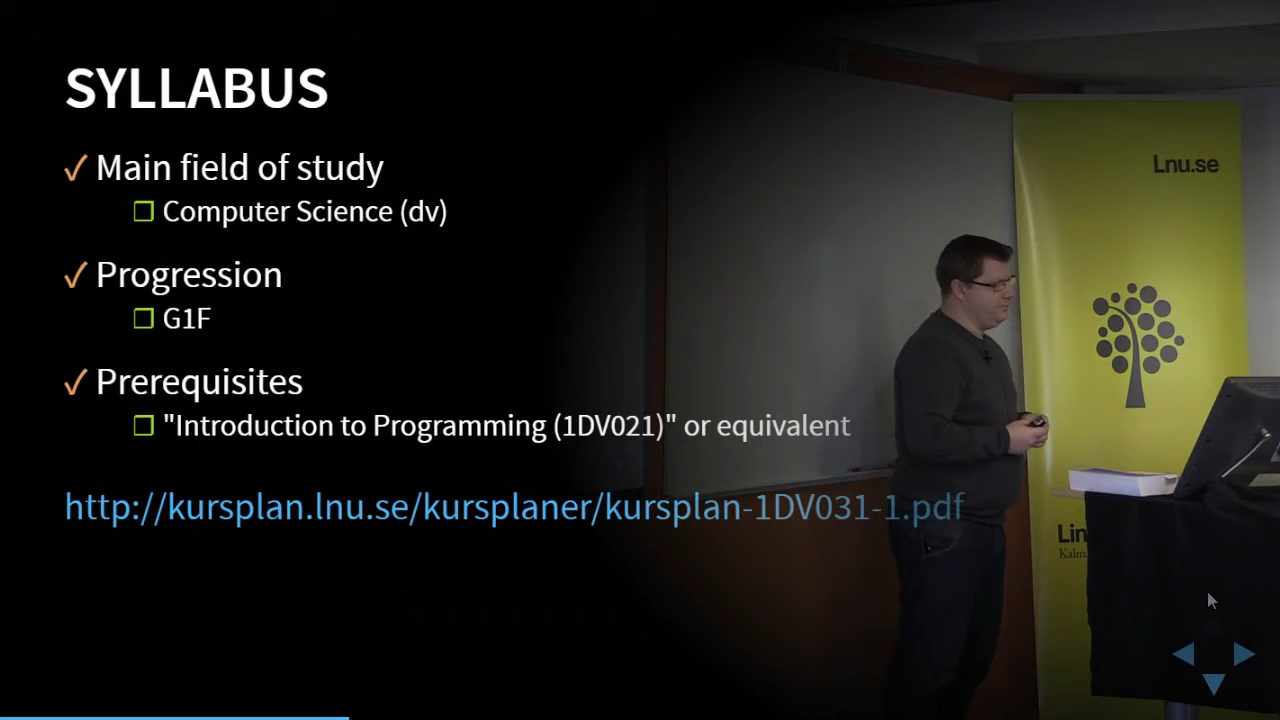 SYLLABUS
Main field of study
Computer Science (dv)
Progression
G1F
Prerequisites
"Introduction to Programming (1DV021)" or equivalent
http://kursplan.lnu.se/kursplaner/kursplan-1DV031-1.pdf
Lnu.se